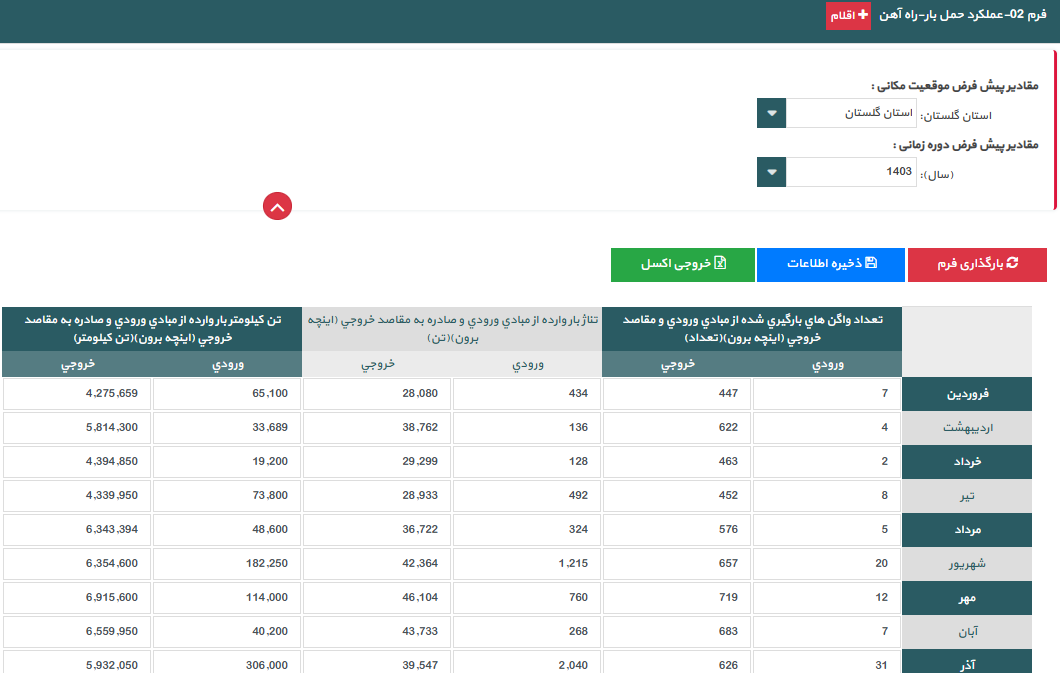 فرم 02-عملکرد حمل بار-راه آهن اقلام
مقادیر پیش فرض موقعیت مکانی :
استان گلستان: استان گلستان
مقادیر پیش فرض دوره زمانی :
(سال): 1403
بارگذاری فرم ذخیره اطلاعات خروجی اکسل
تعداد واگن هاي بارگيري شده از مبادي ورودي و مقاصد
خروجي (اينچه برون)(تعداد)
تناژ بار وارده از مبادي ورودي و صادره به مقاصد خروجي (اينچه
برون)(تن)
تن كيلومتر بار وارده از مبادي ورودي و صادره به مقاصد
خروجي (اينچه برون)(تن كيلومتر)
ورودي خروجي ورودي خروجي ورودي خروجي
فروردین 7 447 434 28,080 65,100 4,275,659
اردیبهشت 4 622 136 38,762 33,689 5,814,300
خرداد 2 463 128 29,299 19,200 4,394,850
تیر 8 452 492 28,933 73,800 4,339,950
مرداد 5 576 324 36,722 48,600 6,343,394
شهریور 20 657 1,215 42,364 182,250 6,354,600
مهر 12 719 760 46,104 114,000 6,915,600
آبان 7 683 268 43,733 40,200 6,559,950
آذر 31 626 2,040 39,547 306,000 5,932,050